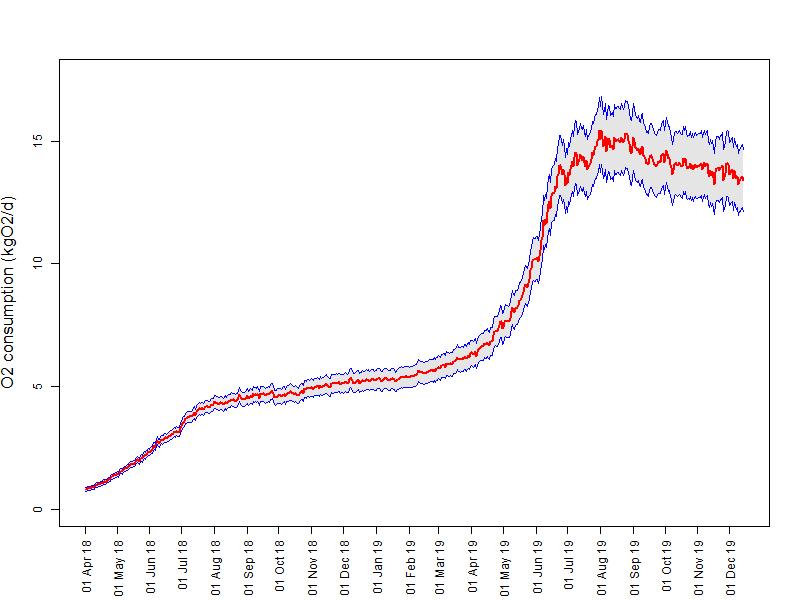 O2 consumption (kgO2/d)
15
10
5
0
01 Apr 18
01 May 18
01 Jun 18
01 Jul 18
01 Aug 18
01 Sep 18
01 Oct 18
01 Nov 18
01 Dec 18
01 Jan 19
01 Feb 19
01 Mar 19
01 Apr 19
01 May 19
01 Jun 19
01 Jul 19
01 Aug 19
01 Sep 19
01 Oct 19
01 Nov 19
01 Dec 19